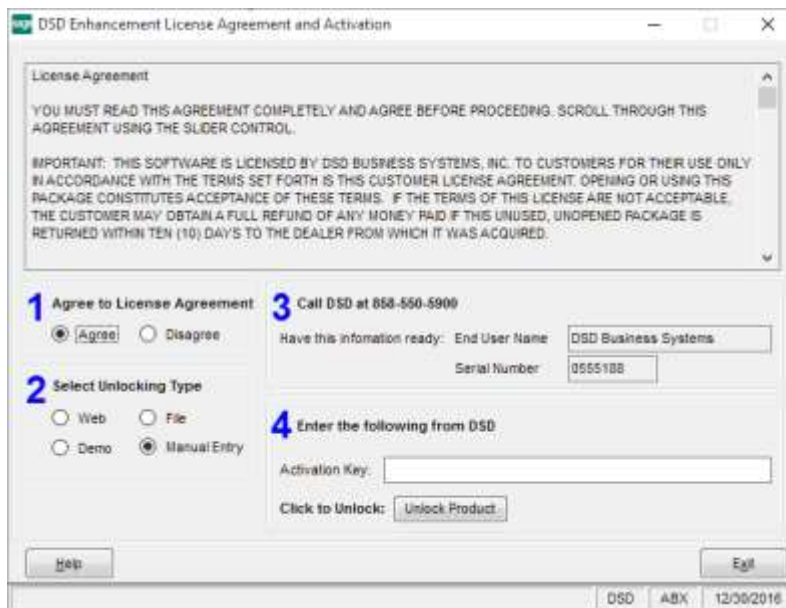 sage DSD Enhancement License Agreement and Activation
License Agreement
YOU MUST READ THIS AGREEMENT COMPLETELY AND AGREE BEFORE PROCEEDING. SCROLL THROUGH THIS
AGREEMENT USING THE SLIDER CONTROL.
IMPORTANT: THIS SOFTWARE IS LICENSED BY DSD BUSINESS SYSTEMS, INC. TO CUSTOMERS FOR THEIR USE ONLY
IN ACCORDANCE WITH THE TERMS SET FORTH IS THIS CUSTOMER LICENSE AGREEMENT. OPENING OR USING THIS
PACKAGE CONSTITUTES ACCEPTANCE OF THESE TERMS. IF THE TERMS OF THIS LICENSE ARE NOT ACCEPTABLE,
THE CUSTOMER MAY OBTAIN A FULL REFUND OF ANY MONEY PAID IF THIS UNUSED, UNOPENED PACKAGE IS
RETURNED WITHIN TEN (10) DAYS TO THE DEALER FROM WHICH IT WAS ACQUIRED.
1 Agree to License Agreement
Agree Disagree
2 Select Unlocking Type
Web File
Demo Manual Entry
3 Call DSD at 858-550-5900
Have this infomation ready: End User Name DSD Business Systems
Serial Number 0555188
4 Enter the following from DSD
Activation Key:
Click to Unlock: Unlock Product
Help Exit
DSD ABX 12/30/2016